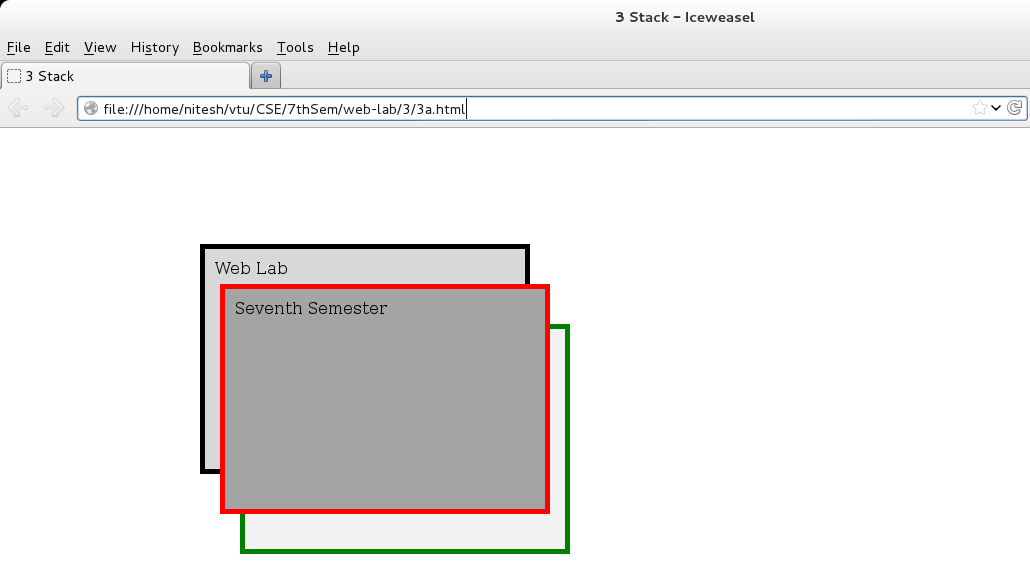 3 Stack - Iceweasel
File Edit View History Bookmarks Tools Help
3 Stack
file:///home/nitesh/vtu/CSE/7thSem/web-lab/3/3a.html
Web Lab
Seventh Semester